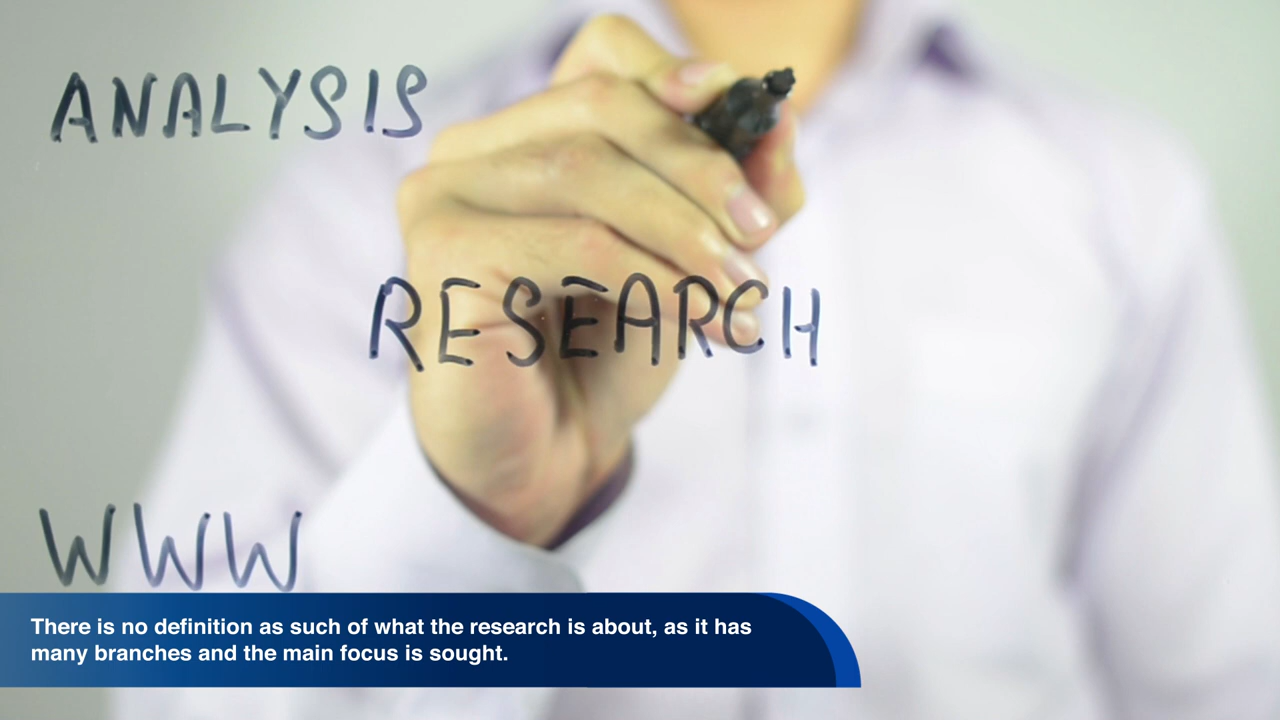 ANALYSIS
RESEARCH
WWW
There is no definition as such of what the research is about, as it has
many branches and the main focus is sought.